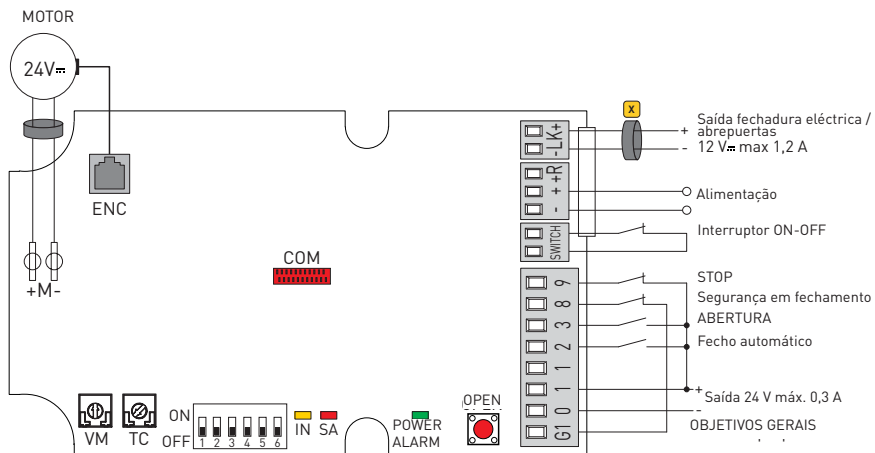 MOTOR
24V⎓
ENC
+M-
COM
VM
TC
ON
OFF
1 2 3 4 5 6
IN
SA
POWER
ALARM
OPEN
-LK+
- + +R
SWITCH
9
8
3
2
1
1
0
G1
x
+ Saída fechadura eléctrica /
abrepuertas
- 12 V⎓ max 1,2 A
Alimentação
Interruptor ON-OFF
STOP
Segurança em fechamento
ABERTURA
Fecho automático
+
Saída 24 V máx. 0,3 A
-
OBJETIVOS GERAIS